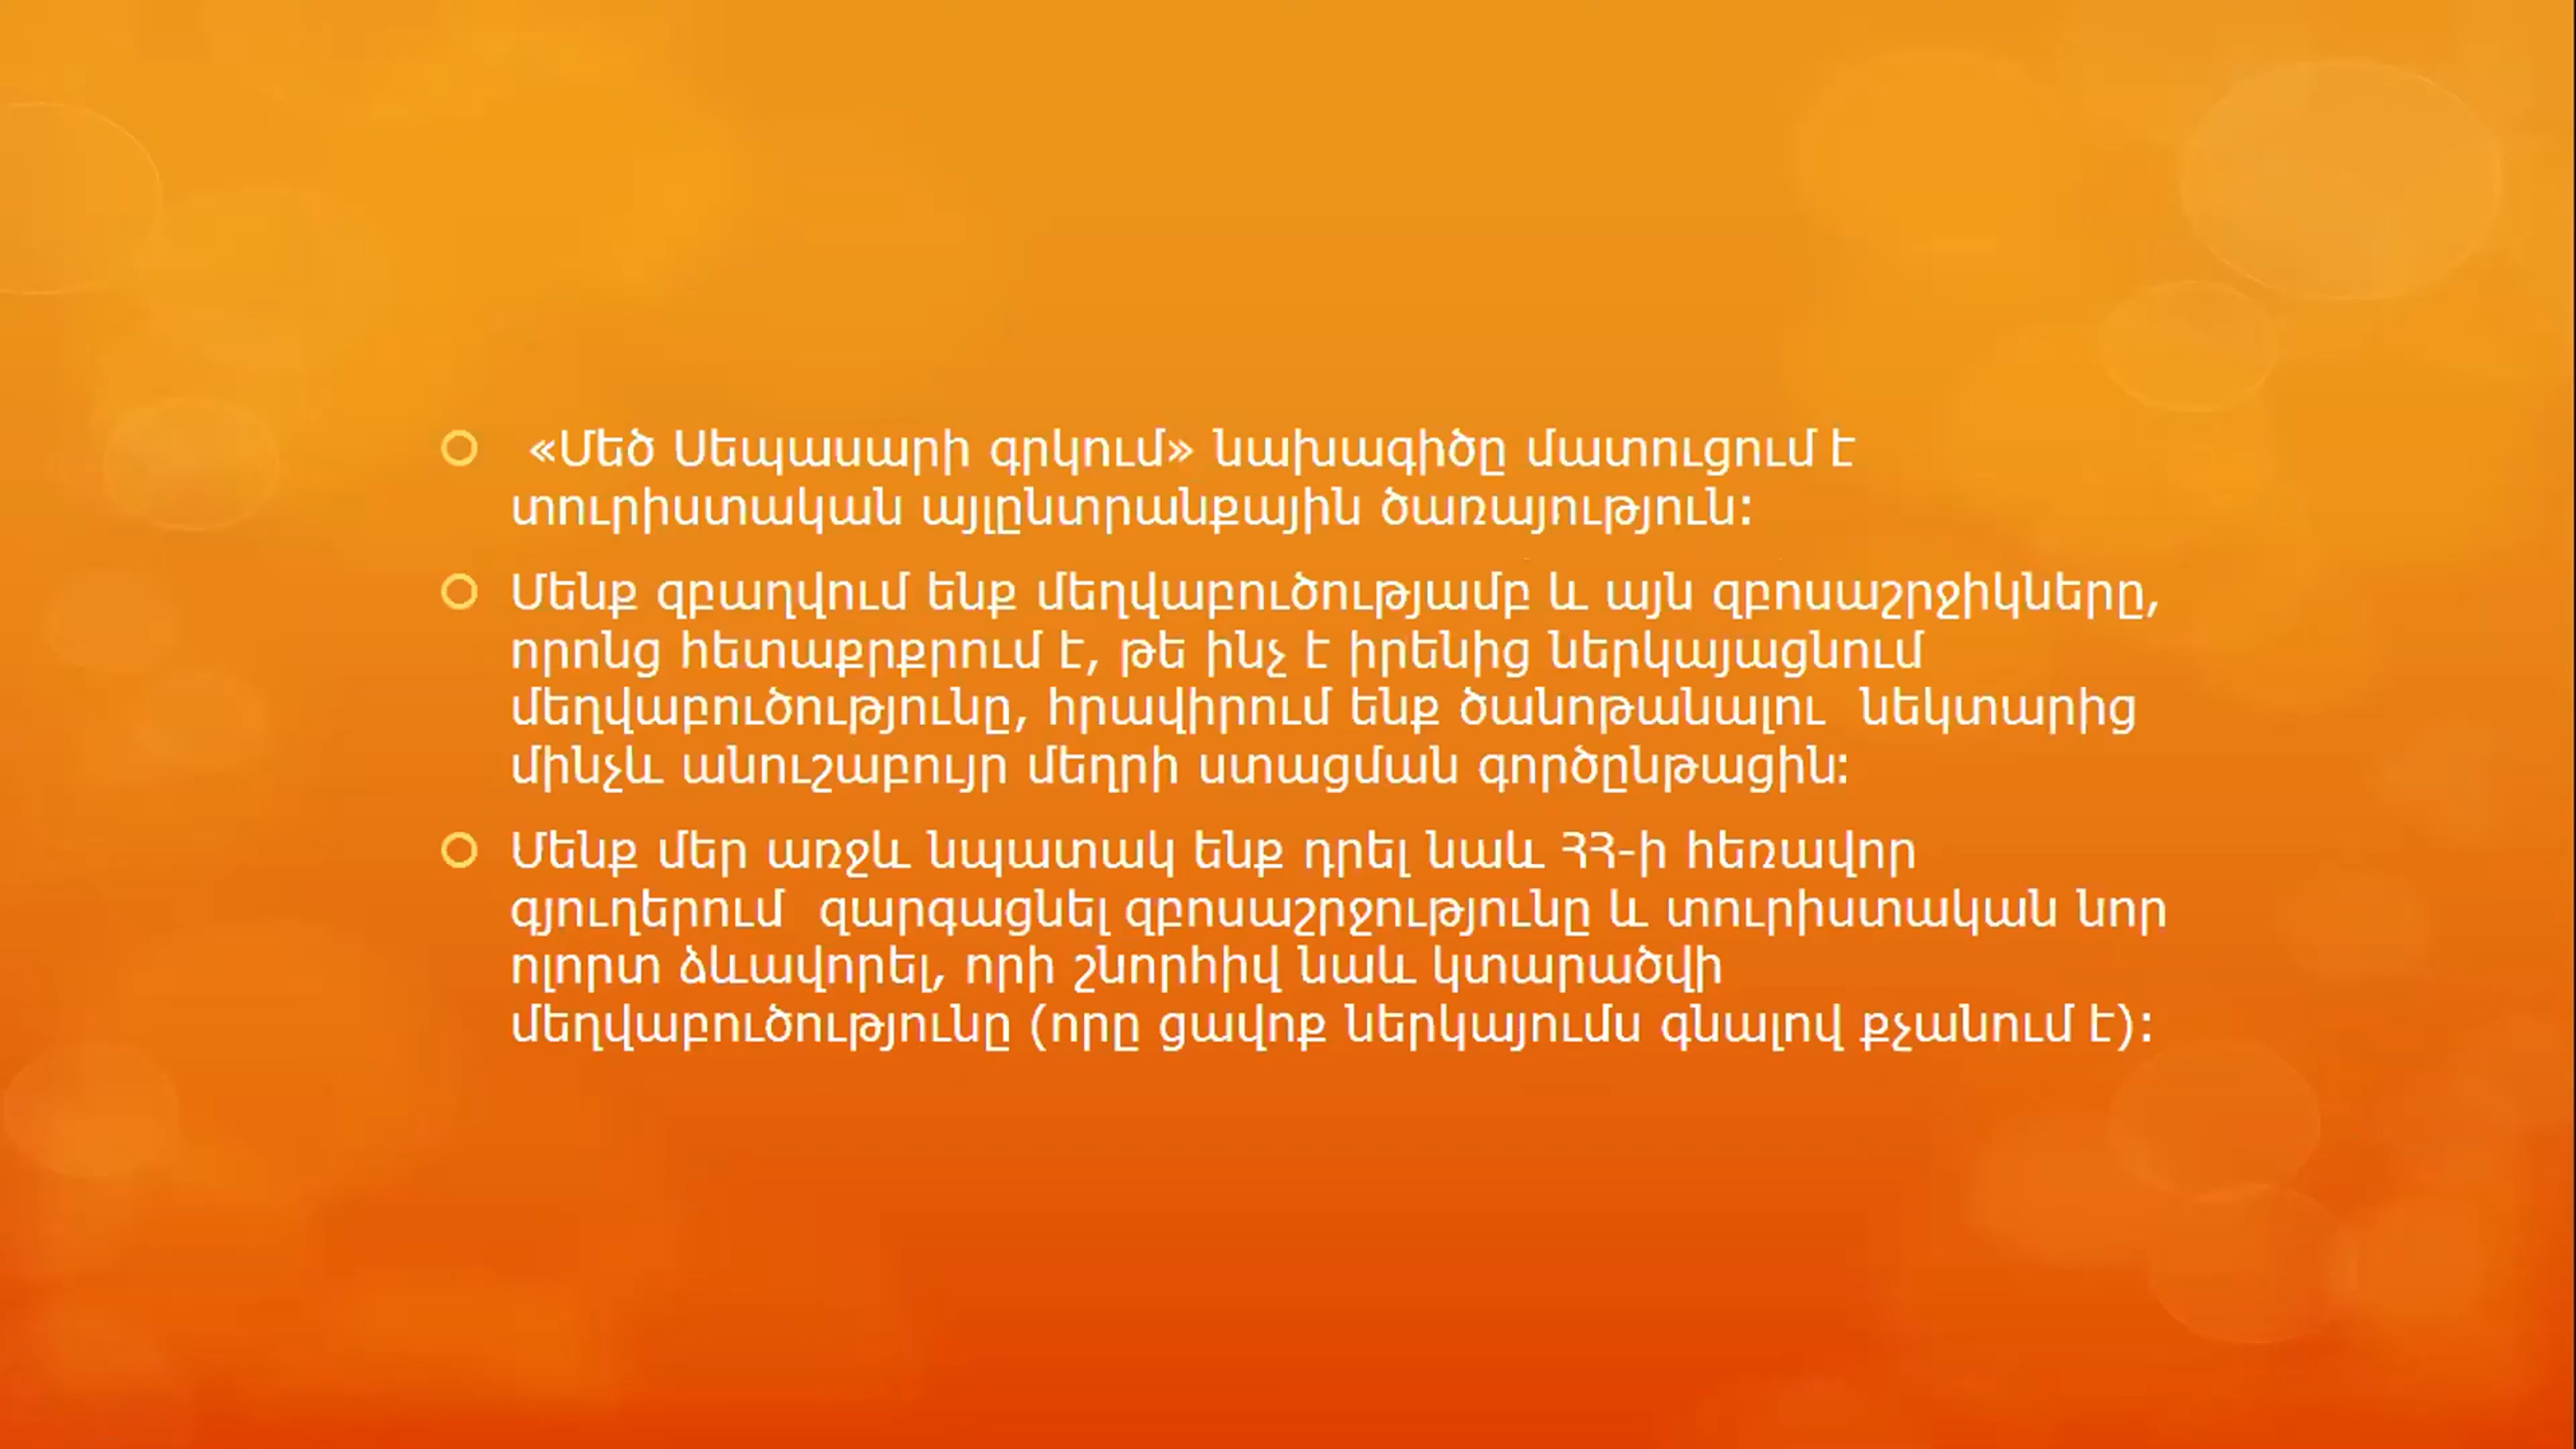 «Մեծ Սեպասարի գրկում» նախագիծը մատուցում է
տուրիստական այլընտրանքային ծառայություն:
Մենք զբաղվում ենք մեղվաբուծությամբ և այն զբոսաշրջիկները,
որոնց հետաքրքրում է, թե ինչ է իրենից ներկայացնում
մեղվաբուծությունը, հրավիրում ենք ծանոթանալու նեկտարից
մինչև անուշաբույր մեղրի ստացման գործընթացին:
Մենք մեր առջև նպատակ ենք դրել նաև ՀՀ-ի հեռավոր
գյուղերում զարգացնել զբոսաշրջությունը և տուրիստական նոր
ոլորտ ձևավորել, որի շնորհիվ նաև կտարածվի
մեղվաբուծությունը (որը ցավոք ներկայումս գնալով քչանում է):